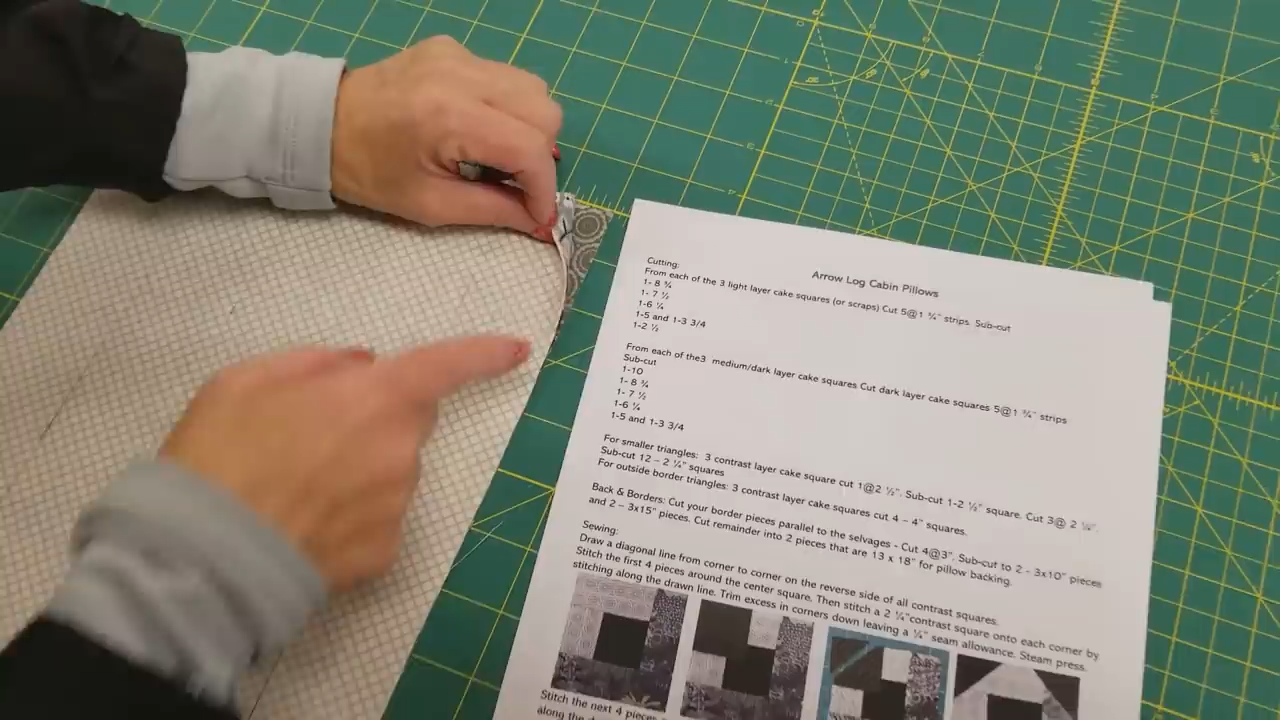 Arrow Log Cabin Pillows
Cutting:
From each of the 3 light layer cake squares (or scraps) Cut 5@1 ¾" strips. Sub-cut
1- 8 ¾
1- 7 ½
1-6 ¼
1-5 and 1-3 3/4
1-2 ½
From each of the3 medium/dark layer cake squares Cut dark layer cake squares 5@1 ¾" strips
Sub-cut
1-10
1- 8 ¾
1- 7 ½
1-6 ¼
1-5 and 1-3 3/4
For smaller triangles: 3 contrast layer cake square cut 1@2 ½". Sub-cut 1-2 ½" square. Cut 3@ 2 ¼".
Sub-cut 12 – 2 ¼" squares
For outside border triangles: 3 contrast layer cake squares cut 4 – 4" squares.
Back & Borders: Cut your border pieces parallel to the selvages - Cut 4@3". Sub-cut to 2 - 3x10" pieces
and 2 – 3x15" pieces. Cut remainder into 2 pieces that are 13 x 18" for pillow backing.
Sewing:
Draw a diagonal line from corner to corner on the reverse side of all contrast squares.
Stitch the first 4 pieces around the center square. Then stitch a 2 ¼"contrast square onto each corner by
stitching along the drawn line. Trim excess in corners down leaving a ¼" seam allowance. Steam press.
Stitch the next 4 pieces
along the